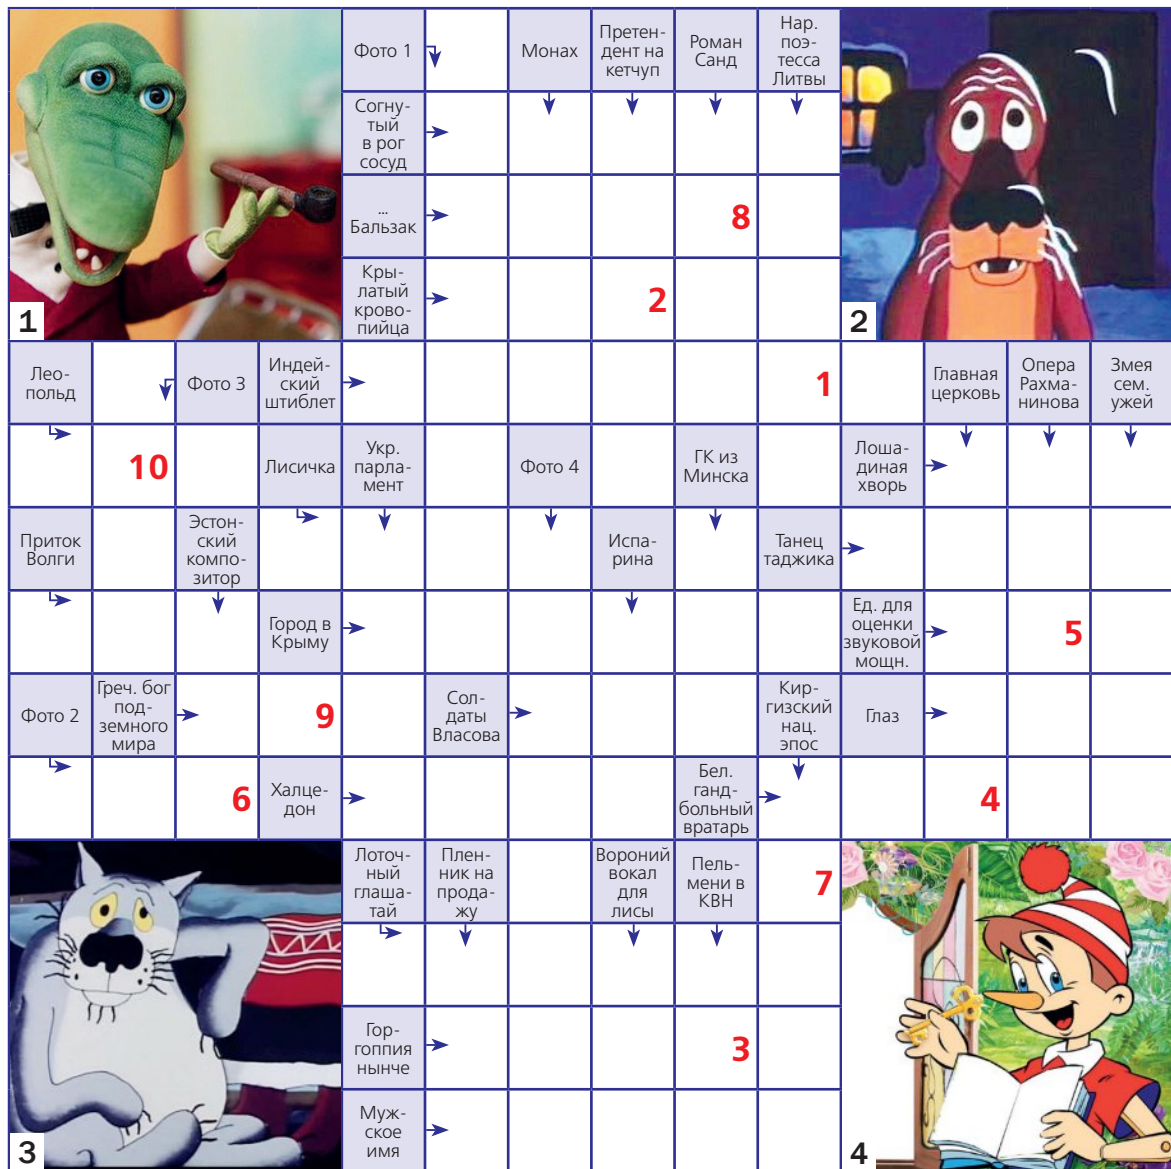 Фото 1
Монах
Претен-
дент на
кетчуп
Роман
Санд
Нар.
поэ-
тесса
Литвы
Согну-
тый
в рог
сосуд
...
Бальзак
8
Кры-
латый
крово-
пийца
2
1
2
Лео-
польд
Фото 3
Индей-
ский
штиблет
1
Главная
церковь
Опера
Рахма-
нинова
Змея
сем.
ужей
10
Лисичка
Укр.
парла-
мент
Фото 4
ГК из
Минска
Лоша-
диная
хворь
Приток
Волги
Эстон-
ский
компо-
зитор
Испа-
рина
Танец
таджика
Город в
Крыму
Ед. для
оценки
звуковой
мощн.
5
Фото 2
Греч. бог
под-
земного
мира
9
Сол-
даты
Власова
Кир-
гизский
нац.
эпос
Глаз
6
Халце-
дон
Бел.
ганд-
больный
вратарь
4
Лоточ-
ный
глаша-
тай
Плен-
ник на
прода-
жу
Вороний
вокал
для
лисы
Пель-
мени в
КВН
7
Гор-
гоппия
нынче
3
Муж-
ское
имя
3
4